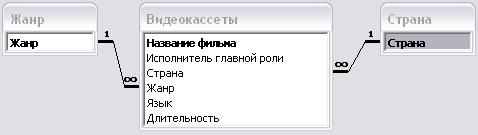 Жанр
Жанр
1
∞
Видеокассеты
Название фильма
Исполнитель главной роли
Страна
Жанр
Язык
Длительность
∞
1
Страна
Страна